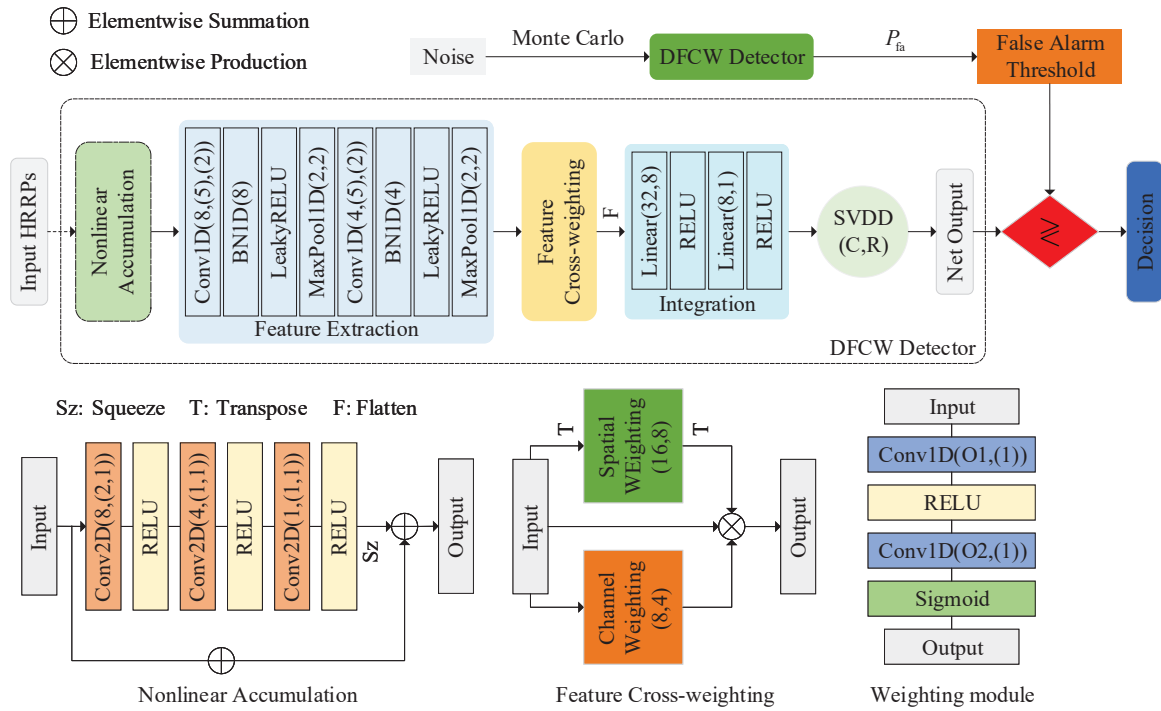 Elementwise Summation
Elementwise Production
Noise
Monte Carlo
DFCW Detector
Pfa
False Alarm
Threshold
Input HRRPs
Nonlinear
Accumulation
Conv1D(8,(5),(2))
BN1D(8)
LeakyRELU
MaxPool1D(2,2)
Conv1D(4,(5),(2))
BN1D(4)
LeakyRELU
MaxPool1D(2,2)
Feature Extraction
Feature
Cross-weighting
F
Linear(32,8)
RELU
Linear(8,1)
RELU
Integration
SVDD
(C,R)
Net Output
Decision
DFCW Detector
Sz: Squeeze T: Transpose F: Flatten
Input
Conv2D(8,(2,1))
RELU
Conv2D(4,(1,1))
RELU
Conv2D(1,(1,1))
RELU
Sz
Output
Nonlinear Accumulation
Input
T
Spatial
WEighting
(16,8)
T
Channel
Weighting
(8,4)
Output
Feature Cross-weighting
Input
Conv1D(O1,(1))
RELU
Conv1D(O2,(1))
Sigmoid
Output
Weighting module